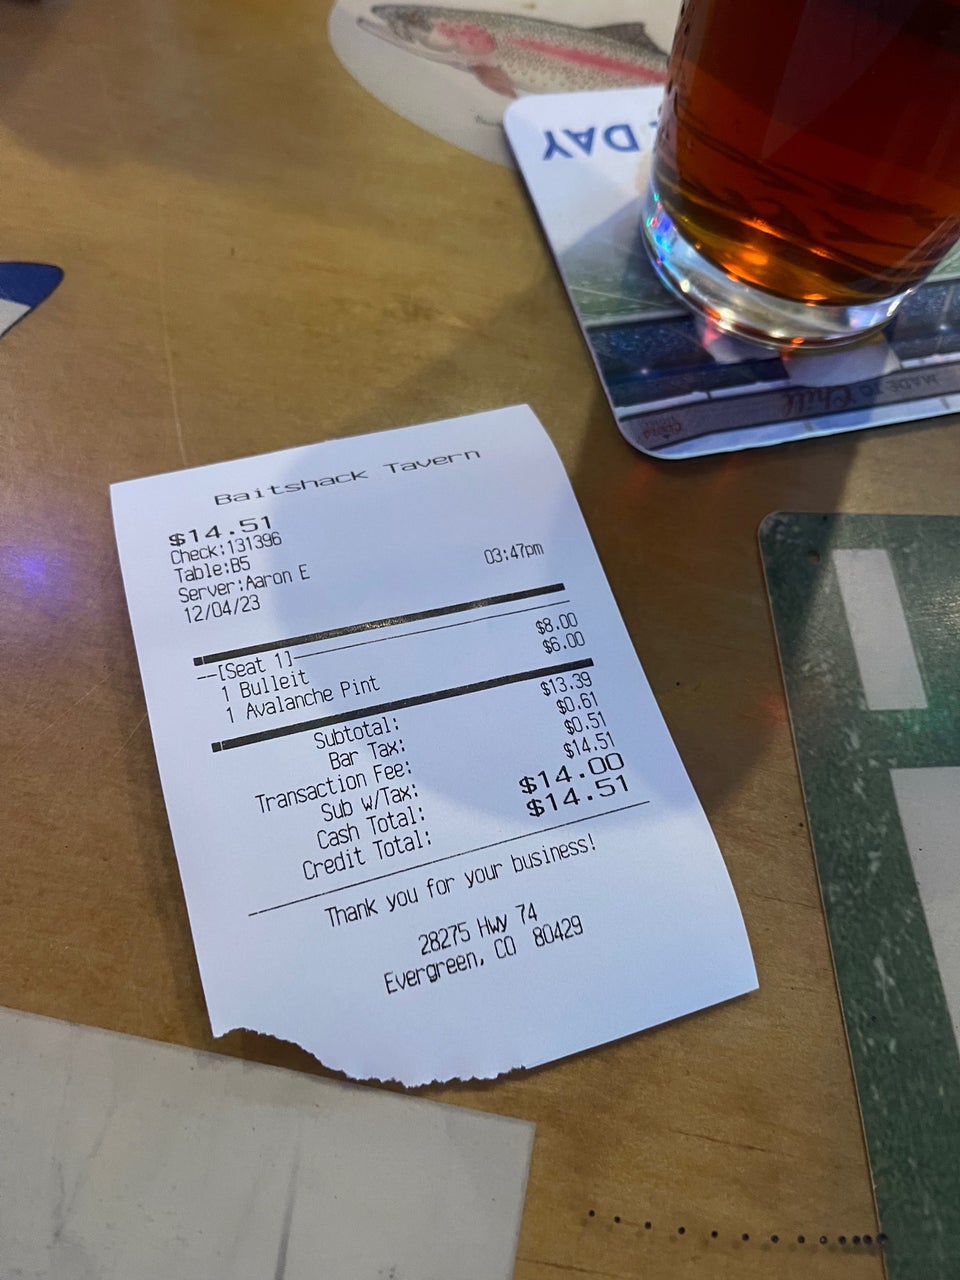 DAY
MADE TO Chill
Baitshack Tavern
$14.51
Check:131396
Table:B5
Server:Aaron E 03:47pm
12/04/23
--[Seat 1]
1 Bulleit $8.00
1 Avalanche Pint $6.00
Subtotal: $13.39
Bar Tax: $0.61
Transaction Fee: $0.51
Sub w/Tax: $14.51
Cash Total: $14.00
Credit Total: $14.51
Thank you for your business!
28275 Hwy 74
Evergreen, CO 80429